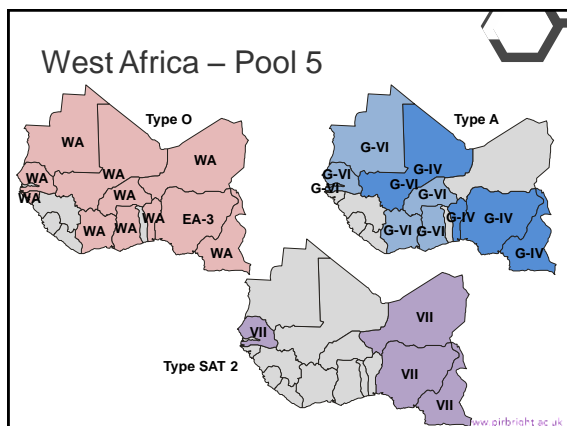 West Africa – Pool 5
Type O
WA
WA
WA
WA
WA
WA
WA
WA
WA
EA-3
WA
Type A
G-VI
G-VI
G-VI
G-IV
G-VI
G-VI
G-VI
G-VI
G-IV
G-IV
G-IV
Type SAT 2
VII
VII
VII
VII
www.pirbright.ac.uk